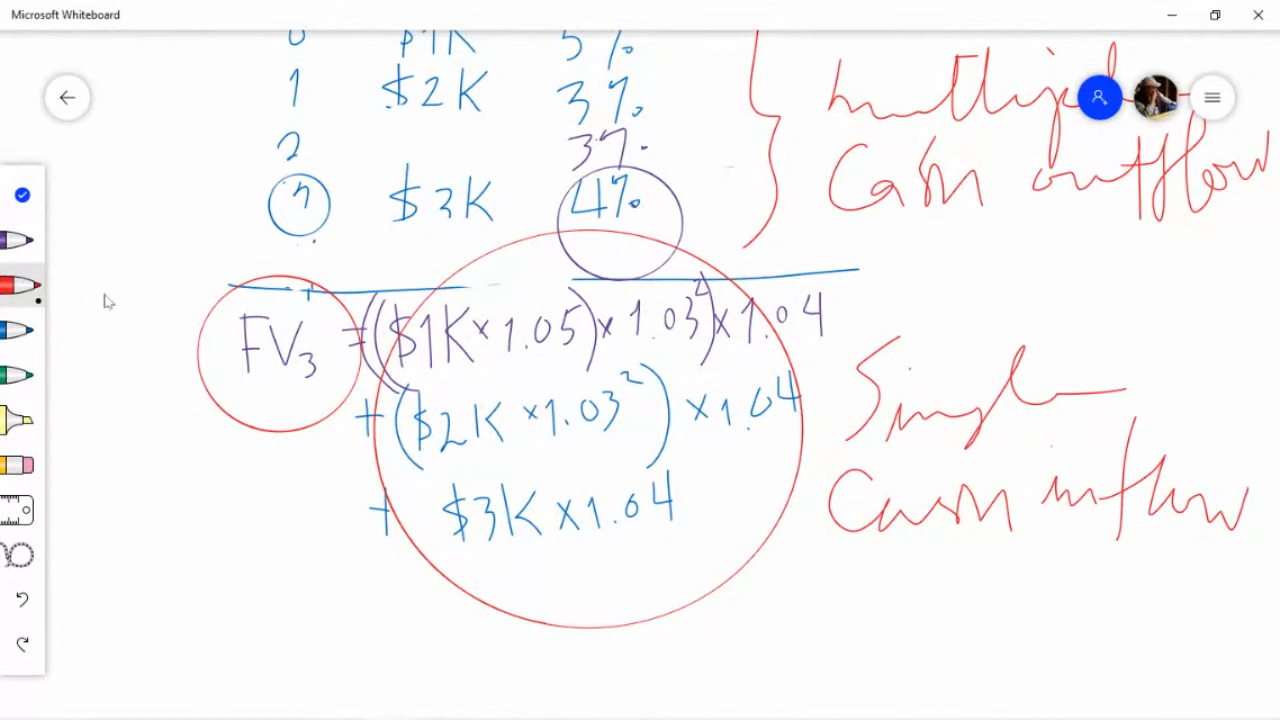 Microsoft Whiteboard
0 $1K 5%
1 $2K 3%
2 3%
3 $3K 4%
Multiple
Cash outflow
FV3 = (($1K × 1.05) × 1.03²) × 1.04
+ ($2K × 1.03²) × 1.04
+ $3K × 1.04
Single
Cash inflow